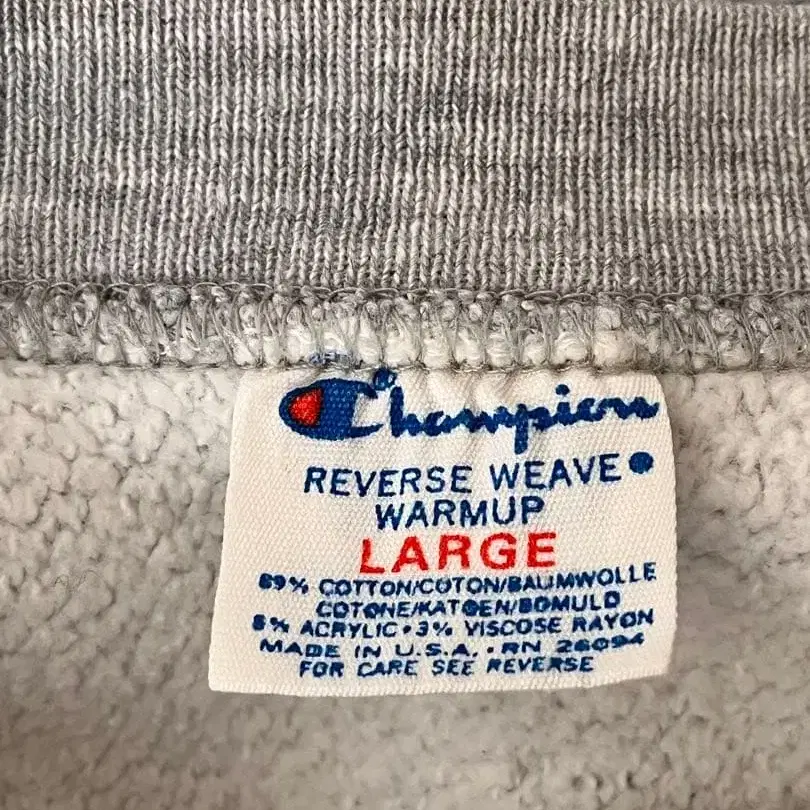 Champion
REVERSE WEAVE
WARMUP
LARGE
89% COTTON/COTON/BAUMWOLLE
COTONE/KATOEN/BOMULD
8% ACRYLIC • 3% VISCOSE RAYON
MADE IN U.S.A. • RN 26094
FOR CARE SEE REVERSE